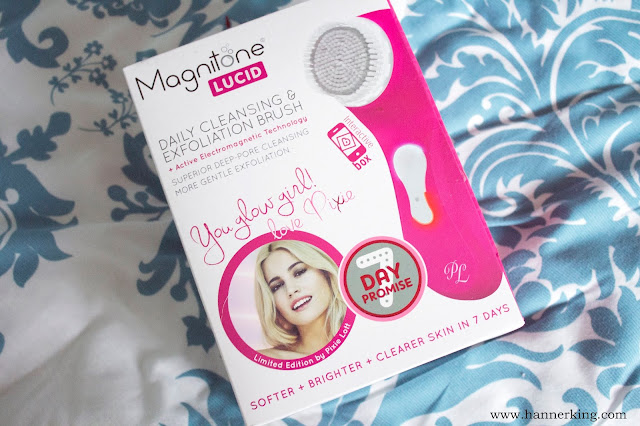 Magnitone
LUCID
DAILY CLEANSING &
EXFOLIATION BRUSH
+ Active Electromagnetic Technology
SUPERIOR DEEP-PORE CLEANSING
MORE GENTLE EXFOLIATION
Interactive
BOX
You glow girl!
love Pixie
7
DAY
PROMISE
PL
Limited Edition by Pixie Lott
SOFTER + BRIGHTER + CLEARER SKIN IN 7 DAYS
www.hannerking.com